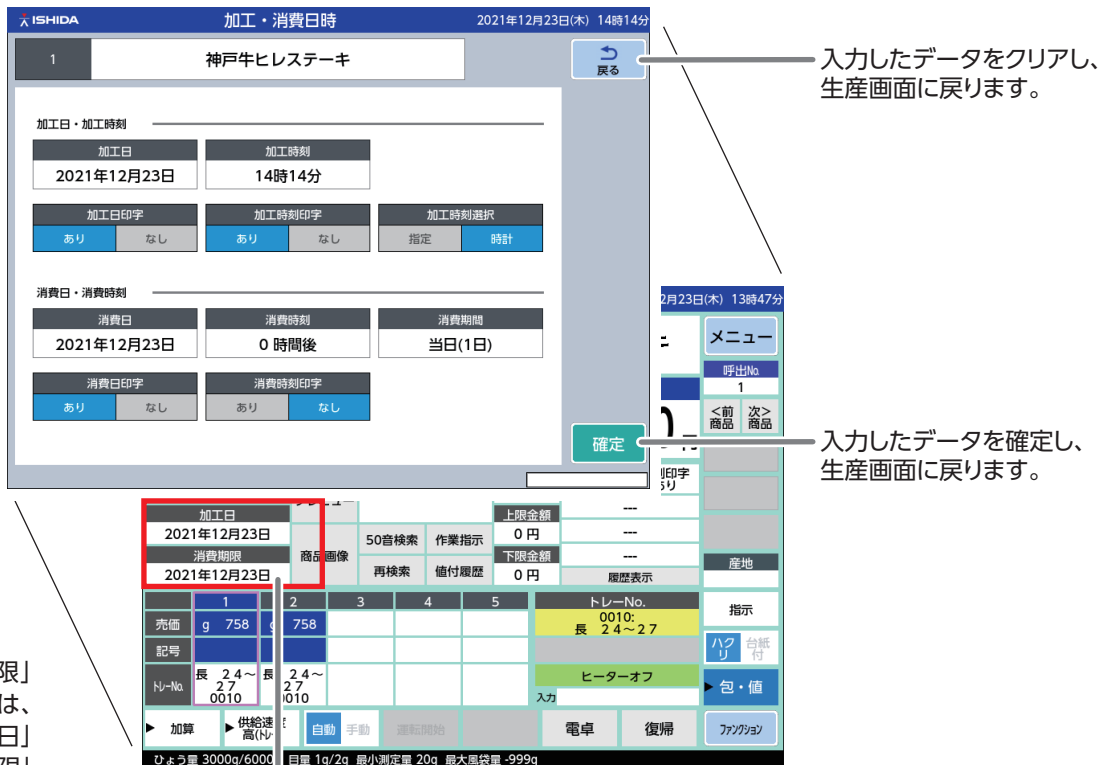 ISHIDA 加工・消費日時 2021年12月23日(木) 14時14分
1 神戸牛ヒレステーキ 戻る
入力したデータをクリアし、
生産画面に戻ります。
加工日・加工時刻
加工日 加工時刻
2021年12月23日 14時14分
加工日印字 加工時刻印字 加工時刻選択
あり なし あり なし 指定 時計
消費日・消費時刻
消費日 消費時刻 消費期間
2021年12月23日 0 時間後 当日(1日)
消費日印字 消費時刻印字
あり なし あり なし
確定
入力したデータを確定し、
生産画面に戻ります。
2月23日(木) 13時47分
メニュー
呼出No.
1
<前 次>
商品 商品
円
印字
あり
加工日 上限金額 ---
2021年12月23日 50音検索 作業指示 0 円 ---
消費期限 商品画像 下限金額 --- 産地
2021年12月23日 再検索 値付履歴 0 円 履歴表示
1 2 3 4 5 トレーNo.
売価 g 758 g 758 0010:
長 24~27 指示
記号 ハクリ 台紙付
トレーNo. 長 24~ 長 24~ ヒーターオフ
27 27
0010 0010 入力 ▶ 包・値
▶ 加算 ▶ 供給速度 自動 手動 運転開始 電卓 復帰 ファンクション
高(トレー
ひょう量 3000g/6000 目量 1g/2g 最小測定量 20g 最大風袋量 -999g
限」
は、
日」
限」